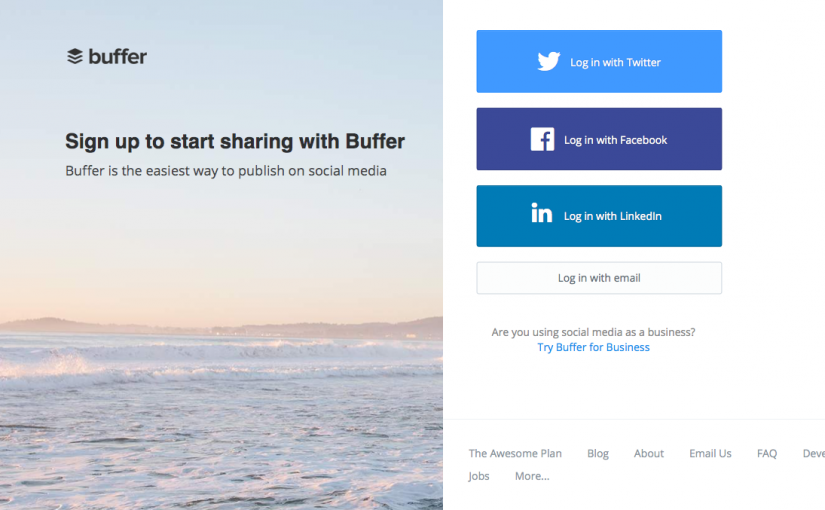 buffer
Sign up to start sharing with Buffer
Buffer is the easiest way to publish on social media
Log in with Twitter
Log in with Facebook
Log in with LinkedIn
Log in with email
Are you using social media as a business?
Try Buffer for Business
The Awesome Plan Blog About Email Us FAQ Deve
Jobs More...